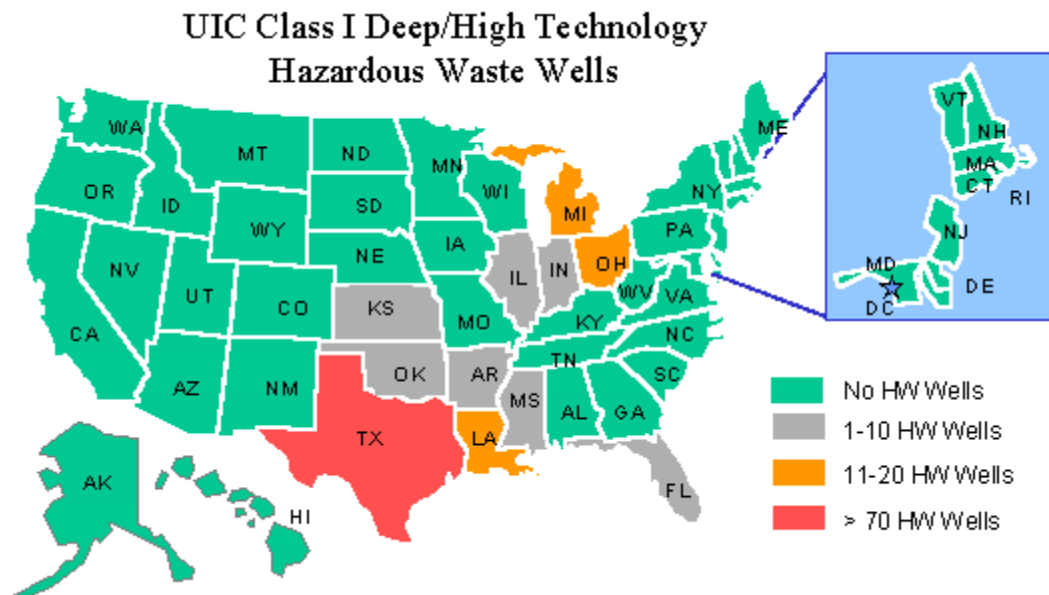 UIC Class I Deep/High Technology
Hazardous Waste Wells
WA
MT
ND
MN
ME
OR
ID
SD
WI
NY
WY
MI
IA
PA
NE
NV
OH
IL
IN
UT
CO
WV
VA
KS
MO
KY
CA
NC
TN
OK
AR
AZ
NM
SC
MS
AL
GA
TX
LA
FL
AK
HI
VT
NH
MA
CT
RI
NJ
MD
DE
DC
No HW Wells
1-10 HW Wells
11-20 HW Wells
> 70 HW Wells